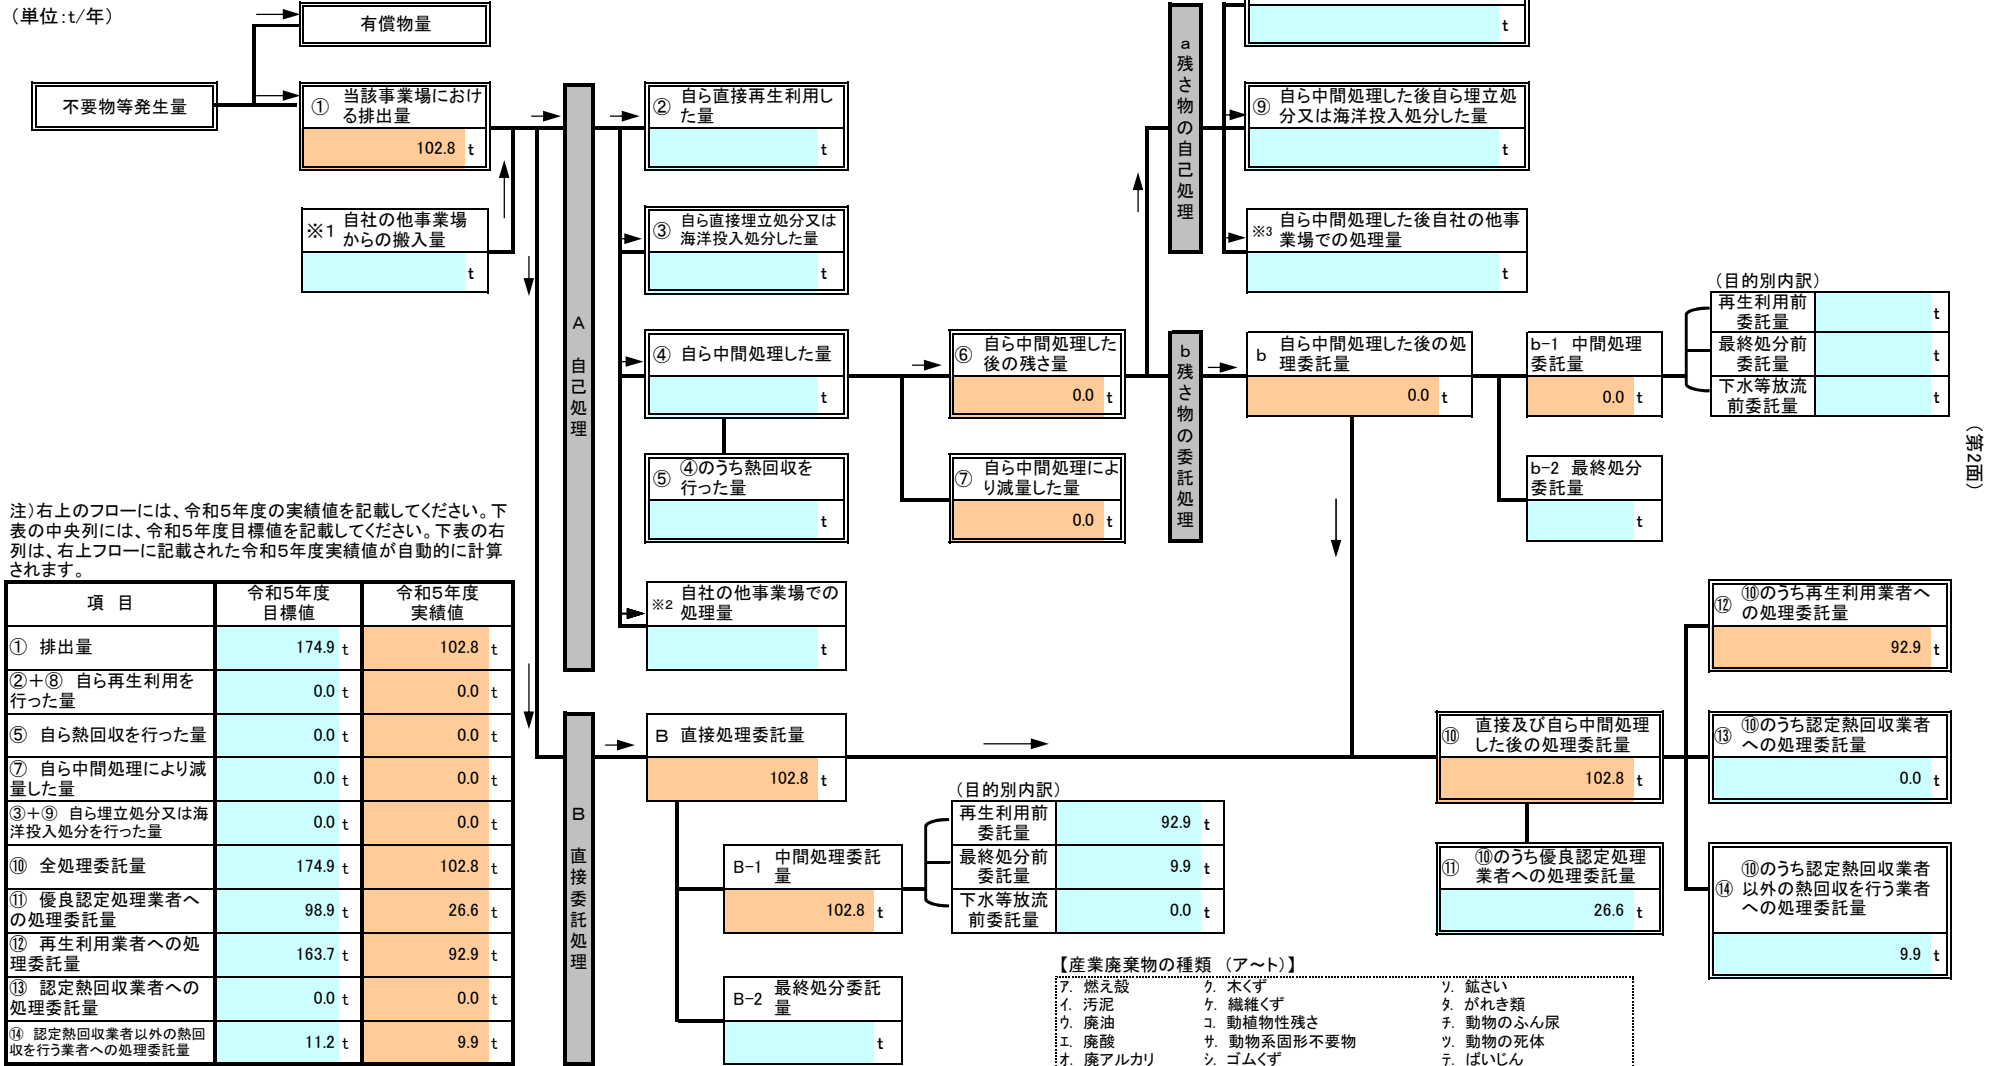 （単位:t/年）
有償物量
t
不要物等発生量
① 当該事業場におけ
る排出量
102.8 t
※1 自社の他事業場
からの搬入量
t
A 自己処理
② 自ら直接再生利用し
た量
t
③ 自ら直接埋立処分又は
海洋投入処分した量
t
④ 自ら中間処理した量
t
⑤ ④のうち熱回収を
行った量
t
※2 自社の他事業場での
処理量
t
⑥ 自ら中間処理した
後の残さ量
0.0 t
⑦ 自ら中間処理によ
り減量した量
0.0 t
a残さ物の自己処理
⑨ 自ら中間処理した後自ら埋立処
分又は海洋投入処分した量
t
※3 自ら中間処理した後自社の他事
業場での処理量
t
b残さ物の委託処理
b 自ら中間処理した後の処
理委託量
0.0 t
b-1 中間処理
委託量
0.0 t
（目的別内訳）
再生利用前
委託量
t
最終処分前
委託量
t
下水等放流
前委託量
t
b-2 最終処分
委託量
t
（第2面）
注）右上のフローには、令和5年度の実績値を記載してください。下
表の中央列には、令和5年度目標値を記載してください。下表の右
列は、右上フローに記載された令和5年度実績値が自動的に計算
されます。
項 目 令和5年度
目標値 令和5年度
実績値
① 排出量 174.9 t 102.8 t
②＋⑧ 自ら再生利用を
行った量 0.0 t 0.0 t
⑤ 自ら熱回収を行った量 0.0 t 0.0 t
⑦ 自ら中間処理により減
量した量 0.0 t 0.0 t
③＋⑨ 自ら埋立処分又は海
洋投入処分を行った量 0.0 t 0.0 t
⑩ 全処理委託量 174.9 t 102.8 t
⑪ 優良認定処理業者へ
の処理委託量 98.9 t 26.6 t
⑫ 再生利用業者への処
理委託量 163.7 t 92.9 t
⑬ 認定熱回収業者への
処理委託量 0.0 t 0.0 t
⑭ 認定熱回収業者以外の熱回
収を行う業者への処理委託量 11.2 t 9.9 t
B 直接委託処理
B 直接処理委託量
102.8 t
B-1 中間処理委託
量
102.8 t
（目的別内訳）
再生利用前
委託量
92.9 t
最終処分前
委託量
9.9 t
下水等放流
前委託量
0.0 t
B-2 最終処分委託
量
t
⑩ 直接及び自ら中間処理
した後の処理委託量
102.8 t
⑪ ⑩のうち優良認定処理
業者への処理委託量
26.6 t
⑫ ⑩のうち再生利用業者へ
の処理委託量
92.9 t
⑬ ⑩のうち認定熱回収業者
への処理委託量
0.0 t
⑭ ⑩のうち認定熱回収業者
以外の熱回収を行う業者
への処理委託量
9.9 t
【産業廃棄物の種類 （ア～ト）】
ア. 燃え殻 ク. 木くず ソ. 鉱さい
イ. 汚泥 ケ. 繊維くず タ. がれき類
ウ. 廃油 コ. 動植物性残さ チ. 動物のふん尿
エ. 廃酸 サ. 動物系固形不要物 ツ. 動物の死体
オ. 廃アルカリ シ. ゴムくず テ. ばいじん